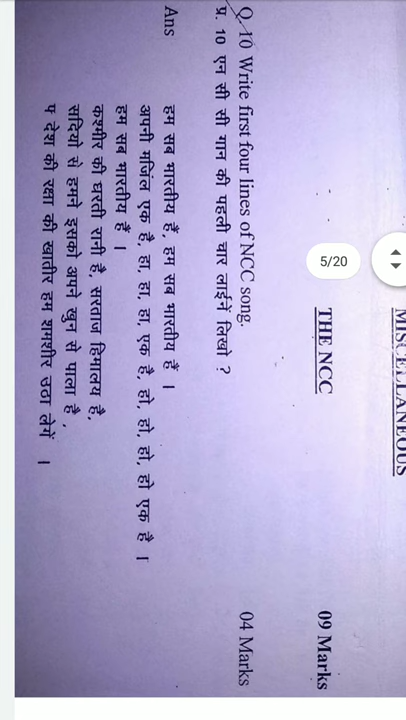 MISCELLANEOUS
THE NCC 09 Marks
5/20
Q. 10 Write first four lines of NCC song. 04 Marks
प्र. 10 एन सी सी गान की पहली चार लाईनें लिखो ?
Ans हम सब भारतीय है, हम सब भारतीय हैं ।
अपनी मंजिल एक है, हा, हा, हा, एक है, हो, हो, हो, हो एक है ।
हम सब भारतीय हैं ।
कश्मीर की धरती रानी है, सरताज हिमालय है,
सदियो से हमने इसको अपने खुन से पाला है ,
प देश की रक्षा की खातीर हम शमशीर उठा लेगें ।